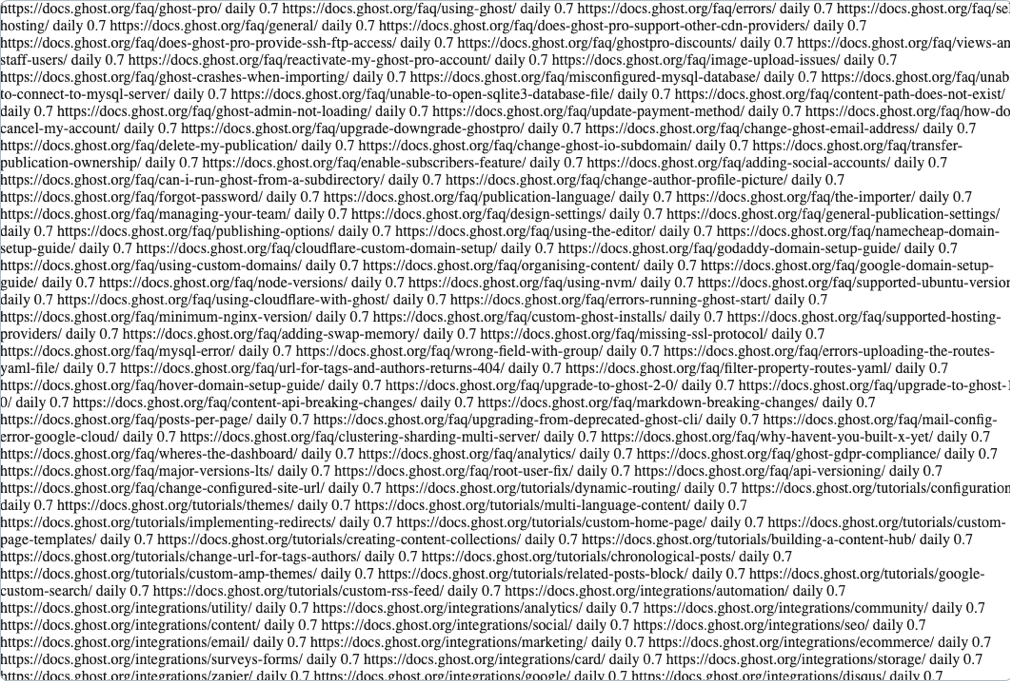 https://docs.ghost.org/faq/ghost-pro/ daily 0.7 https://docs.ghost.org/faq/using-ghost/ daily 0.7 https://docs.ghost.org/faq/errors/ daily 0.7 https://docs.ghost.org/faq/sel
hosting/ daily 0.7 https://docs.ghost.org/faq/general/ daily 0.7 https://docs.ghost.org/faq/does-ghost-pro-support-other-cdn-providers/ daily 0.7
https://docs.ghost.org/faq/does-ghost-pro-provide-ssh-ftp-access/ daily 0.7 https://docs.ghost.org/faq/ghostpro-discounts/ daily 0.7 https://docs.ghost.org/faq/views-an
staff-users/ daily 0.7 https://docs.ghost.org/faq/reactivate-my-ghost-pro-account/ daily 0.7 https://docs.ghost.org/faq/image-upload-issues/ daily 0.7
https://docs.ghost.org/faq/ghost-crashes-when-importing/ daily 0.7 https://docs.ghost.org/faq/misconfigured-mysql-database/ daily 0.7 https://docs.ghost.org/faq/unab
to-connect-to-mysql-server/ daily 0.7 https://docs.ghost.org/faq/unable-to-open-sqlite3-database-file/ daily 0.7 https://docs.ghost.org/faq/content-path-does-not-exist/
daily 0.7 https://docs.ghost.org/faq/ghost-admin-not-loading/ daily 0.7 https://docs.ghost.org/faq/update-payment-method/ daily 0.7 https://docs.ghost.org/faq/how-do
cancel-my-account/ daily 0.7 https://docs.ghost.org/faq/upgrade-downgrade-ghostpro/ daily 0.7 https://docs.ghost.org/faq/change-ghost-email-address/ daily 0.7
https://docs.ghost.org/faq/delete-my-publication/ daily 0.7 https://docs.ghost.org/faq/change-ghost-io-subdomain/ daily 0.7 https://docs.ghost.org/faq/transfer-
publication-ownership/ daily 0.7 https://docs.ghost.org/faq/enable-subscribers-feature/ daily 0.7 https://docs.ghost.org/faq/adding-social-accounts/ daily 0.7
https://docs.ghost.org/faq/can-i-run-ghost-from-a-subdirectory/ daily 0.7 https://docs.ghost.org/faq/change-author-profile-picture/ daily 0.7
https://docs.ghost.org/faq/forgot-password/ daily 0.7 https://docs.ghost.org/faq/publication-language/ daily 0.7 https://docs.ghost.org/faq/the-importer/ daily 0.7
https://docs.ghost.org/faq/managing-your-team/ daily 0.7 https://docs.ghost.org/faq/design-settings/ daily 0.7 https://docs.ghost.org/faq/general-publication-settings/
daily 0.7 https://docs.ghost.org/faq/publishing-options/ daily 0.7 https://docs.ghost.org/faq/using-the-editor/ daily 0.7 https://docs.ghost.org/faq/namecheap-domain-
setup-guide/ daily 0.7 https://docs.ghost.org/faq/cloudflare-custom-domain-setup/ daily 0.7 https://docs.ghost.org/faq/godaddy-domain-setup-guide/ daily 0.7
https://docs.ghost.org/faq/using-custom-domains/ daily 0.7 https://docs.ghost.org/faq/organising-content/ daily 0.7 https://docs.ghost.org/faq/google-domain-setup-
guide/ daily 0.7 https://docs.ghost.org/faq/node-versions/ daily 0.7 https://docs.ghost.org/faq/using-nvm/ daily 0.7 https://docs.ghost.org/faq/supported-ubuntu-version
daily 0.7 https://docs.ghost.org/faq/using-cloudflare-with-ghost/ daily 0.7 https://docs.ghost.org/faq/errors-running-ghost-start/ daily 0.7
https://docs.ghost.org/faq/minimum-nginx-version/ daily 0.7 https://docs.ghost.org/faq/custom-ghost-installs/ daily 0.7 https://docs.ghost.org/faq/supported-hosting-
providers/ daily 0.7 https://docs.ghost.org/faq/adding-swap-memory/ daily 0.7 https://docs.ghost.org/faq/missing-ssl-protocol/ daily 0.7
https://docs.ghost.org/faq/mysql-error/ daily 0.7 https://docs.ghost.org/faq/wrong-field-with-group/ daily 0.7 https://docs.ghost.org/faq/errors-uploading-the-routes-
yaml-file/ daily 0.7 https://docs.ghost.org/faq/url-for-tags-and-authors-returns-404/ daily 0.7 https://docs.ghost.org/faq/filter-property-routes-yaml/ daily 0.7
https://docs.ghost.org/faq/hover-domain-setup-guide/ daily 0.7 https://docs.ghost.org/faq/upgrade-to-ghost-2-0/ daily 0.7 https://docs.ghost.org/faq/upgrade-to-ghost-1
0/ daily 0.7 https://docs.ghost.org/faq/content-api-breaking-changes/ daily 0.7 https://docs.ghost.org/faq/markdown-breaking-changes/ daily 0.7
https://docs.ghost.org/faq/posts-per-page/ daily 0.7 https://docs.ghost.org/faq/upgrading-from-deprecated-ghost-cli/ daily 0.7 https://docs.ghost.org/faq/mail-config-
error-google-cloud/ daily 0.7 https://docs.ghost.org/faq/clustering-sharding-multi-server/ daily 0.7 https://docs.ghost.org/faq/why-havent-you-built-x-yet/ daily 0.7
https://docs.ghost.org/faq/wheres-the-dashboard/ daily 0.7 https://docs.ghost.org/faq/analytics/ daily 0.7 https://docs.ghost.org/faq/ghost-gdpr-compliance/ daily 0.7
https://docs.ghost.org/faq/major-versions-lts/ daily 0.7 https://docs.ghost.org/faq/root-user-fix/ daily 0.7 https://docs.ghost.org/faq/api-versioning/ daily 0.7
https://docs.ghost.org/faq/change-configured-site-url/ daily 0.7 https://docs.ghost.org/tutorials/dynamic-routing/ daily 0.7 https://docs.ghost.org/tutorials/configuration
daily 0.7 https://docs.ghost.org/tutorials/themes/ daily 0.7 https://docs.ghost.org/tutorials/multi-language-content/ daily 0.7
https://docs.ghost.org/tutorials/implementing-redirects/ daily 0.7 https://docs.ghost.org/tutorials/custom-home-page/ daily 0.7 https://docs.ghost.org/tutorials/custom-
page-templates/ daily 0.7 https://docs.ghost.org/tutorials/creating-content-collections/ daily 0.7 https://docs.ghost.org/tutorials/building-a-content-hub/ daily 0.7
https://docs.ghost.org/tutorials/change-url-for-tags-authors/ daily 0.7 https://docs.ghost.org/tutorials/chronological-posts/ daily 0.7
https://docs.ghost.org/tutorials/custom-amp-themes/ daily 0.7 https://docs.ghost.org/tutorials/related-posts-block/ daily 0.7 https://docs.ghost.org/tutorials/google-
custom-search/ daily 0.7 https://docs.ghost.org/tutorials/custom-rss-feed/ daily 0.7 https://docs.ghost.org/integrations/automation/ daily 0.7
https://docs.ghost.org/integrations/utility/ daily 0.7 https://docs.ghost.org/integrations/analytics/ daily 0.7 https://docs.ghost.org/integrations/community/ daily 0.7
https://docs.ghost.org/integrations/content/ daily 0.7 https://docs.ghost.org/integrations/social/ daily 0.7 https://docs.ghost.org/integrations/seo/ daily 0.7
https://docs.ghost.org/integrations/email/ daily 0.7 https://docs.ghost.org/integrations/marketing/ daily 0.7 https://docs.ghost.org/integrations/ecommerce/ daily 0.7
https://docs.ghost.org/integrations/surveys-forms/ daily 0.7 https://docs.ghost.org/integrations/card/ daily 0.7 https://docs.ghost.org/integrations/storage/ daily 0.7
https://docs.ghost.org/integrations/zapier/ daily 0.7 https://docs.ghost.org/integrations/google/ daily 0.7 https://docs.ghost.org/integrations/disqus/ daily 0.7